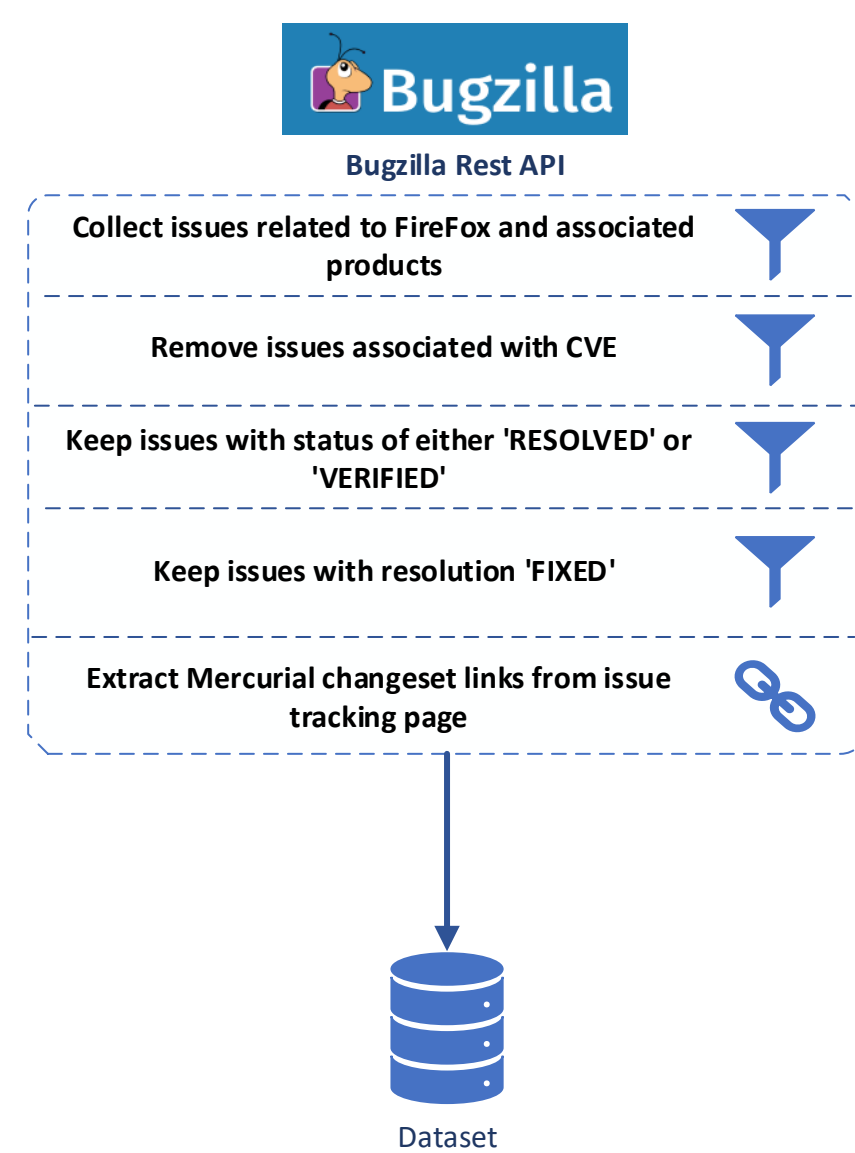 Bugzilla
Bugzilla Rest API
Collect issues related to FireFox and associated
products
Remove issues associated with CVE
Keep issues with status of either 'RESOLVED' or
'VERIFIED'
Keep issues with resolution 'FIXED'
Extract Mercurial changeset links from issue
tracking page
Dataset